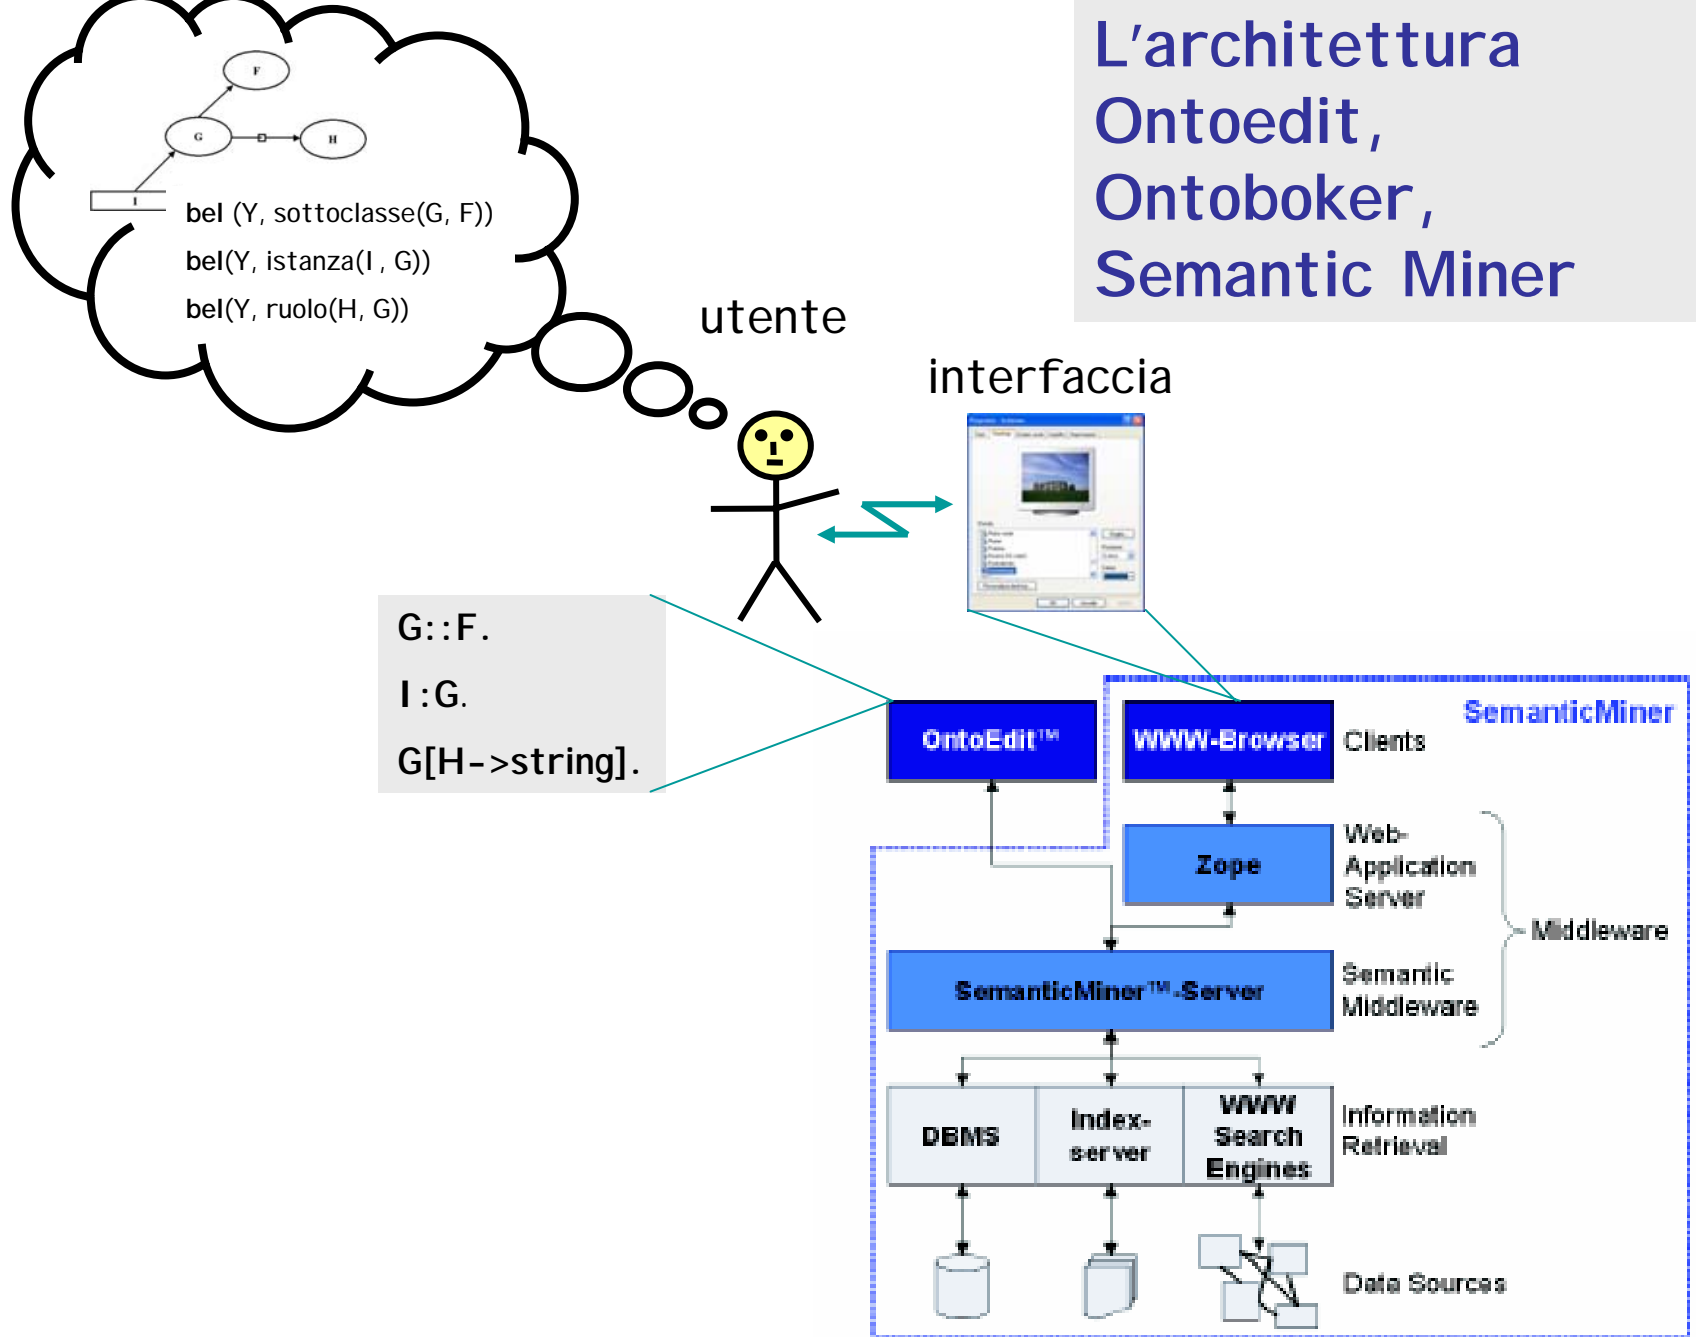 L'architettura
Ontoedit,
Ontoboker,
Semantic Miner
F
G
H
I
bel (Y, sottoclasse(G, F))
bel(Y, istanza(I, G))
bel(Y, ruolo(H, G))
utente
interfaccia
G::F.
I:G.
G[H->string].
SemanticMiner
OntoEdit™
WWW-Browser
Clients
Zope
Web-
Application
Server
Middleware
SemanticMiner™-Server
Semantic
Middleware
DBMS
Index-
server
WWW
Search
Engines
Information
Retrieval
Data Sources